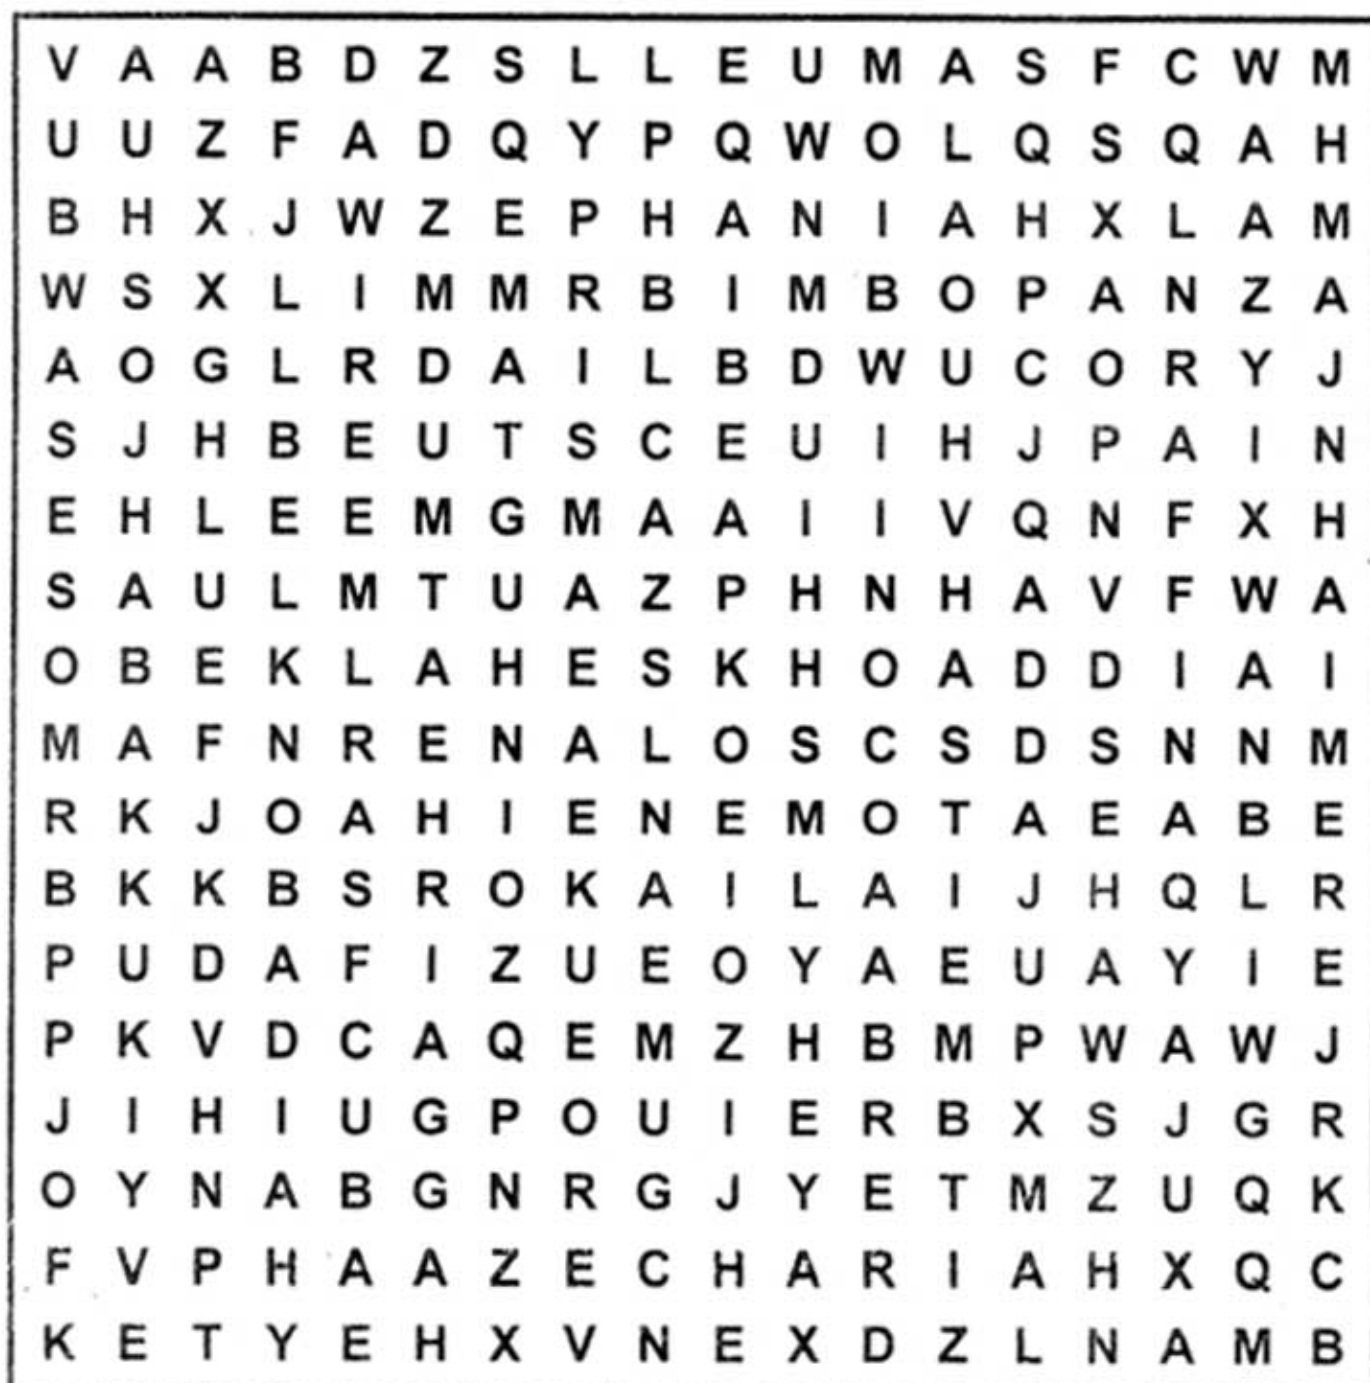 V A A B D Z S L L E U M A S F C W M
U U Z F A D Q Y P Q W O L Q S Q A H
B H X J W Z E P H A N I A H X L A M
W S X L I M M R B I M B O P A N Z A
A O G L R D A I L B D W U C O R Y J
S J H B E U T S C E U I H J P A I N
E H L E E M G M A A I I V Q N F X H
S A U L M T U A Z P H N H A V F W A
O B E K L A H E S K H O A D D I A I
M A F N R E N A L O S C S D S N N M
R K J O A H I E N E M O T A E A B E
B K K B S R O K A I L A I J H Q L R
P U D A F I Z U E O Y A E U A Y I E
P K V D C A Q E M Z H B M P W A W J
J I H I U G P O U I E R B X S J G R
O Y N A B G N R G J Y E T M Z U Q K
F V P H A A Z E C H A R I A H X Q C
K E T Y E H X V N E X D Z L N A M B